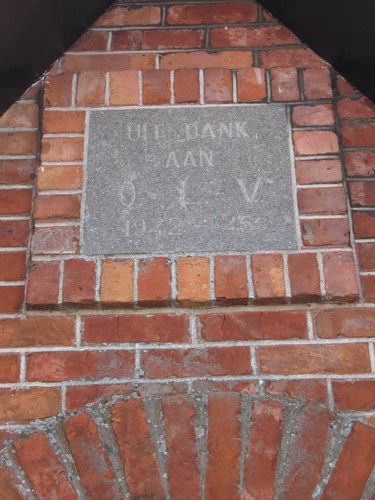 UIT DANK
AAN
O L V
1942-45